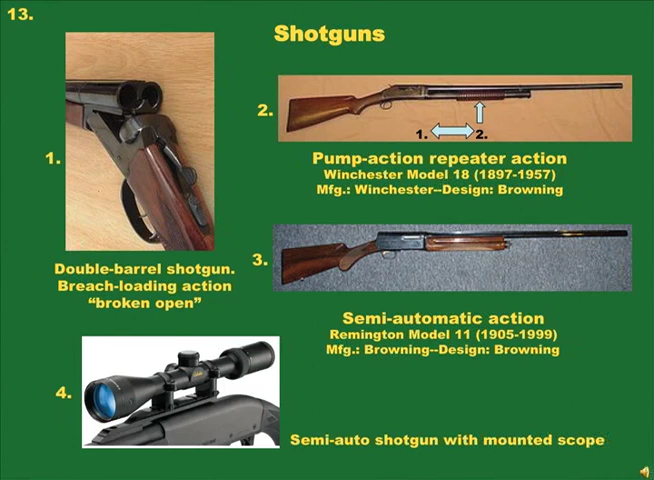 13.
Shotguns
1.
Double-barrel shotgun.
Breach-loading action
“broken open”
2.
1. 2.
Pump-action repeater action
Winchester Model 18 (1897-1957)
Mfg.: Winchester--Design: Browning
3.
Semi-automatic action
Remington Model 11 (1905-1999)
Mfg.: Browning--Design: Browning
4.
Semi-auto shotgun with mounted scope